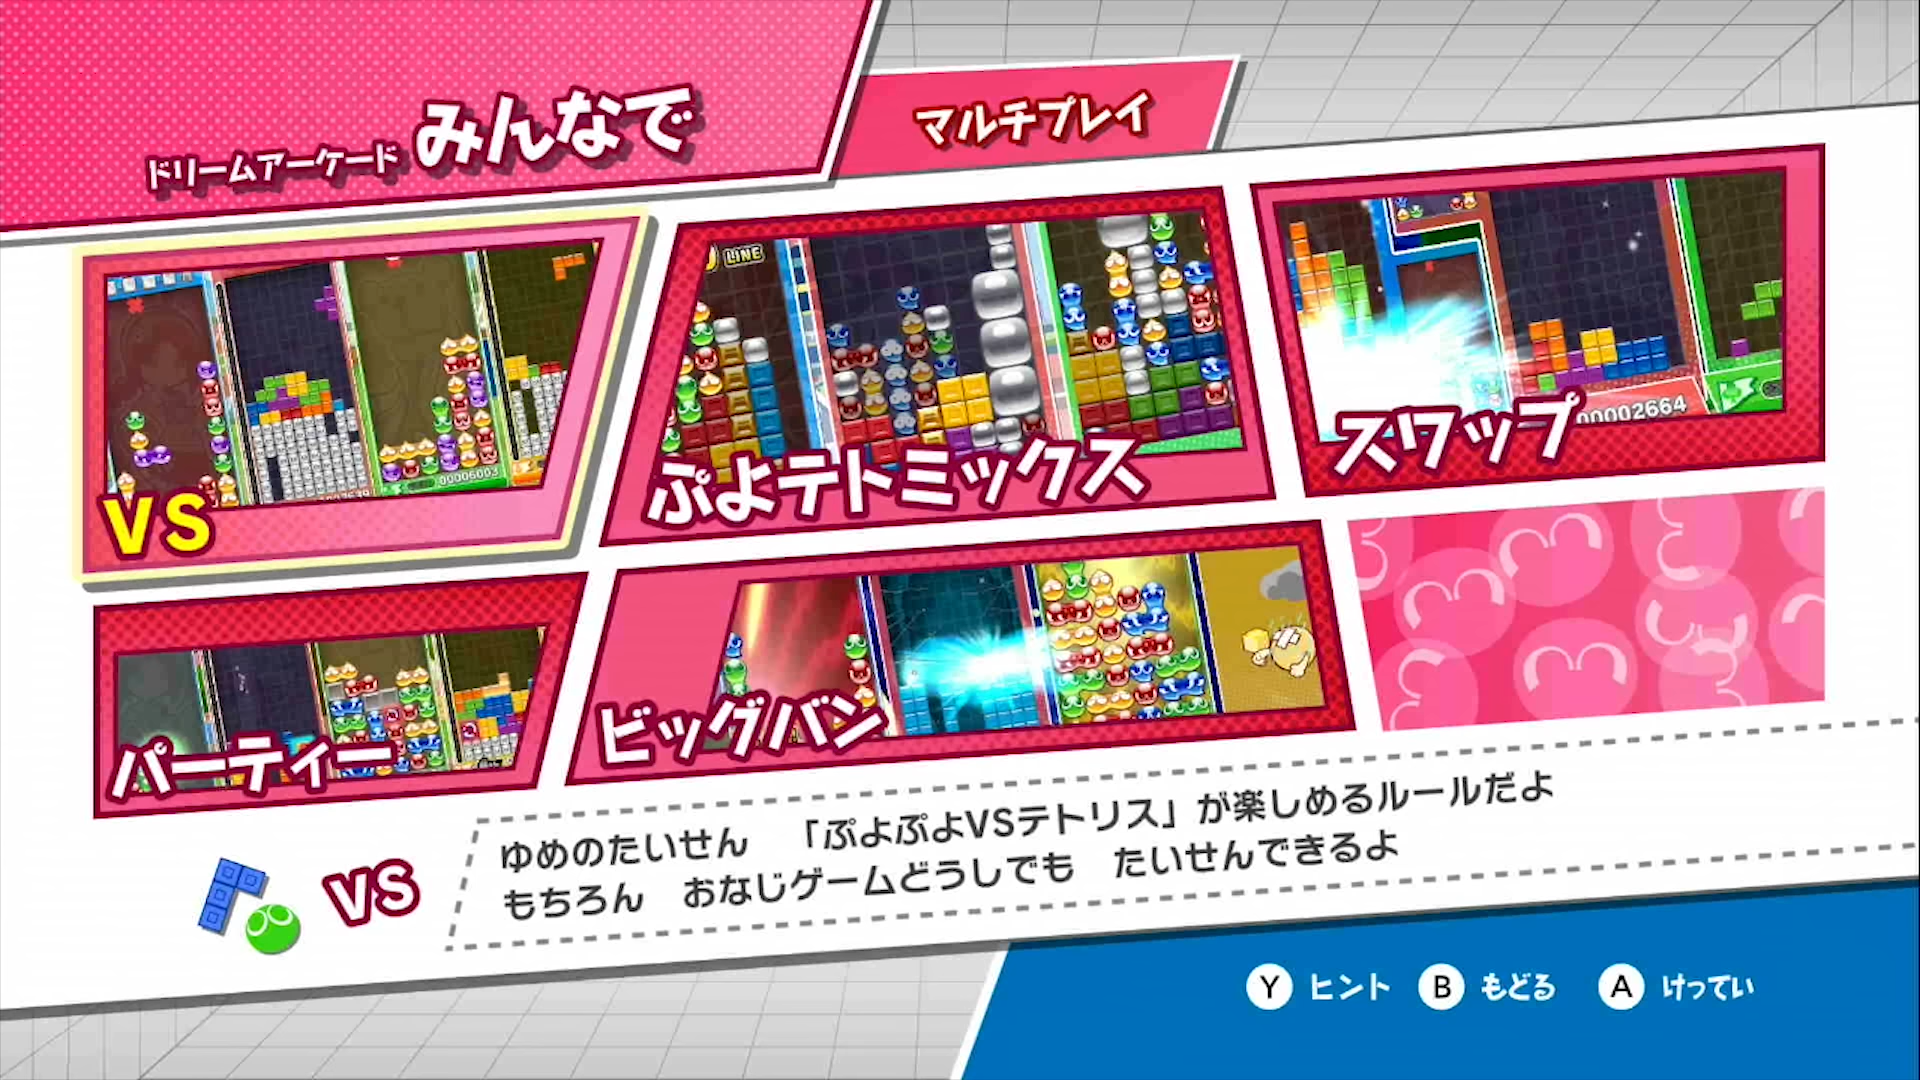 ドリームアーケード みんなで
マルチプレイ
VS
00006003
LINE
ぷよテトミックス
スワップ
00002664
パーティー
ビッグバン
VS
ゆめのたいせん 「ぷよぷよVSテトリス」が楽しめるルールだよ
もちろん おなじゲームどうしでも たいせんできるよ
Y ヒント B もどる A けってい